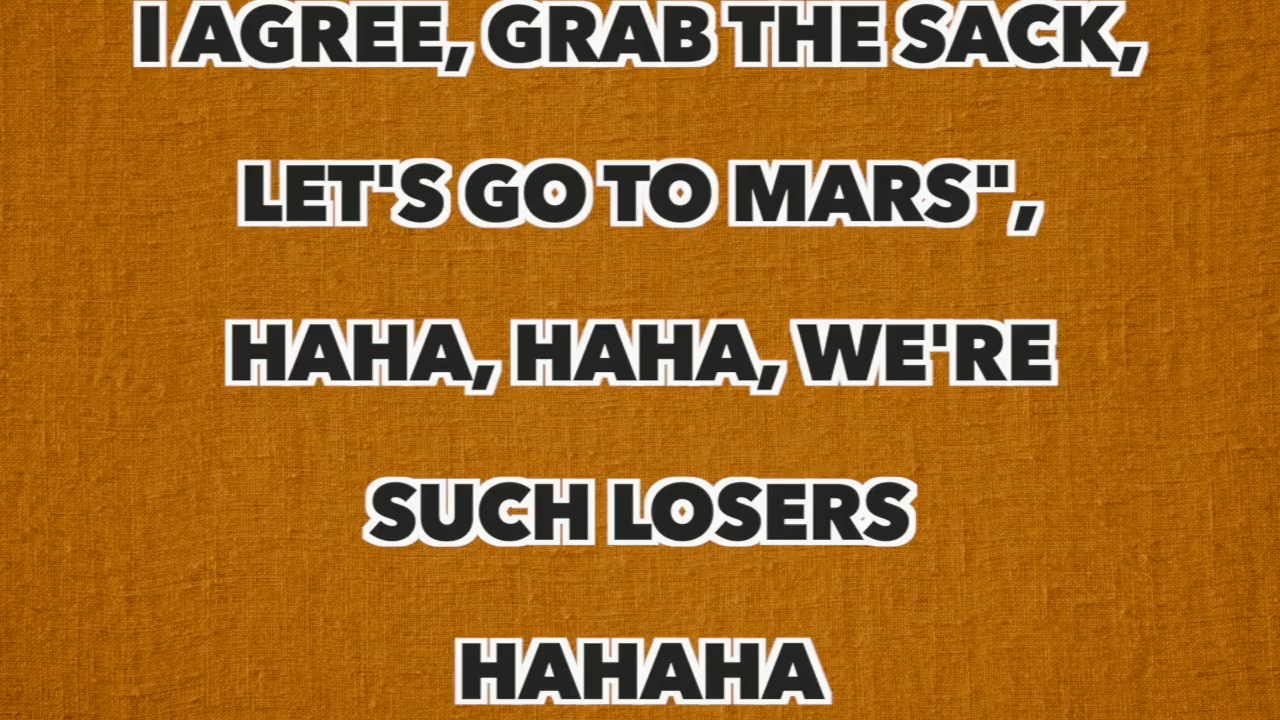 I AGREE, GRAB THE SACK,
LET'S GO TO MARS",
HAHA, HAHA, WE'RE
SUCH LOSERS
HAHAHA